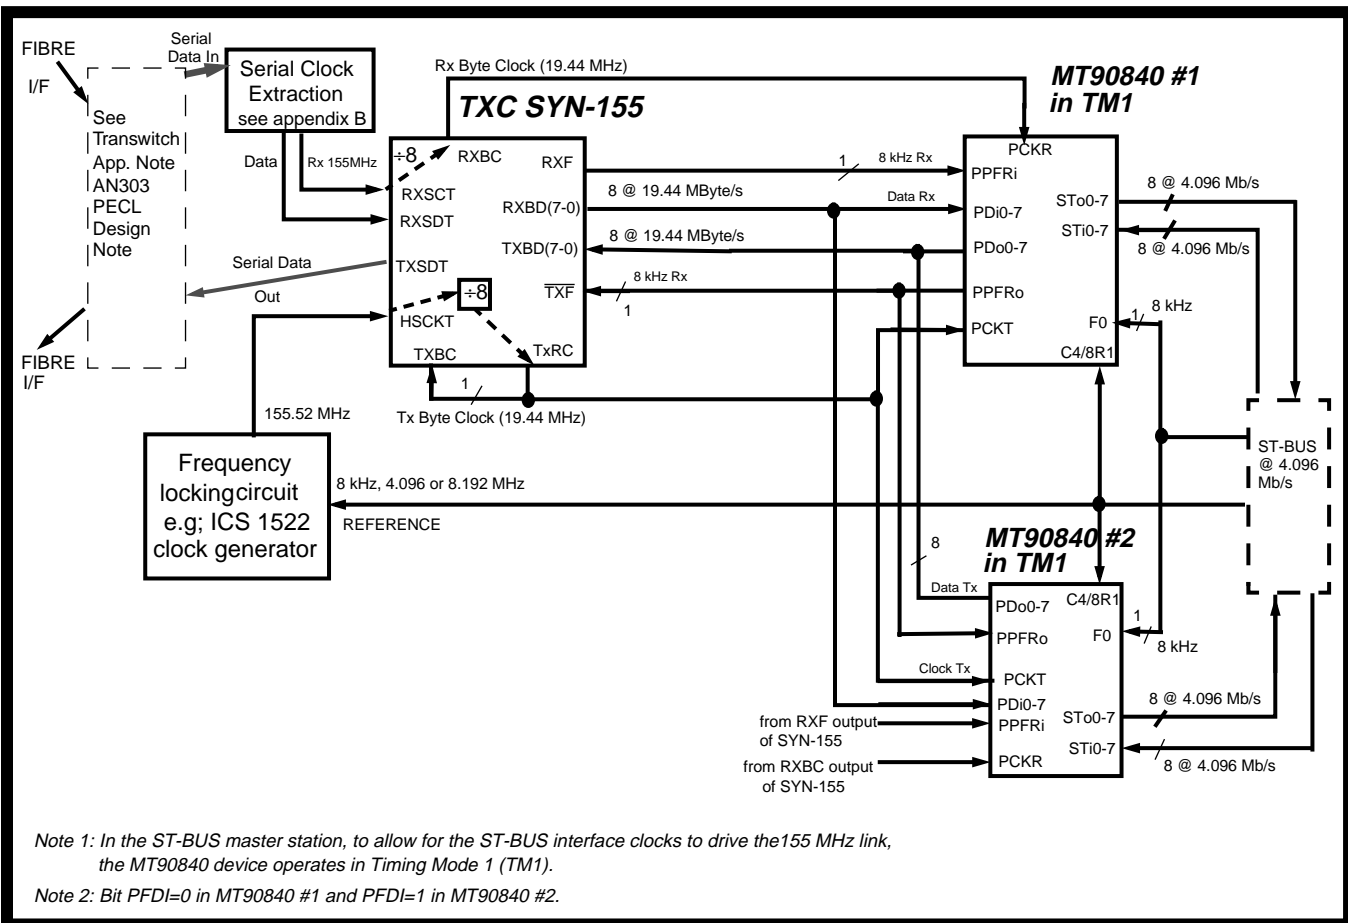 FIBRE
I/F
Serial
Data In
See
Transwitch
App. Note
AN303
PECL
Design
Note
FIBRE
I/F
Serial Clock
Extraction
see appendix B
Data
Rx 155MHz
Serial Data
Out
Rx Byte Clock (19.44 MHz)
TXC SYN-155
÷8
RXBC
RXF
RXSCT
RXBD(7-0)
RXSDT
TXBD(7-0)
TXSDT
÷8
TXF
HSCKT
TXBC
TxRC
1
Tx Byte Clock (19.44 MHz)
155.52 MHz
Frequency
lockingcircuit
e.g; ICS 1522
clock generator
8 kHz, 4.096 or 8.192 MHz
REFERENCE
1
8 kHz Rx
8 @ 19.44 MByte/s
Data Rx
8 @ 19.44 MByte/s
8 kHz Rx
1
MT90840 #1
in TM1
PCKR
PPFRi
PDi0-7
STo0-7
STi0-7
PDo0-7
PPFRo
PCKT
F0
C4/8R1
8 @ 4.096 Mb/s
8 @ 4.096 Mb/s
1
8 kHz
ST-BUS
@ 4.096
Mb/s
MT90840 #2
in TM1
8
Data Tx
PDo0-7
C4/8R1
PPFRo
F0
1
8 kHz
Clock Tx
PCKT
PDi0-7
STo0-7
8 @ 4.096 Mb/s
from RXF output
of SYN-155
PPFRi
STi0-7
8 @ 4.096 Mb/s
from RXBC output
of SYN-155
PCKR
Note 1: In the ST-BUS master station, to allow for the ST-BUS interface clocks to drive the155 MHz link,
the MT90840 device operates in Timing Mode 1 (TM1).
Note 2: Bit PFDI=0 in MT90840 #1 and PFDI=1 in MT90840 #2.